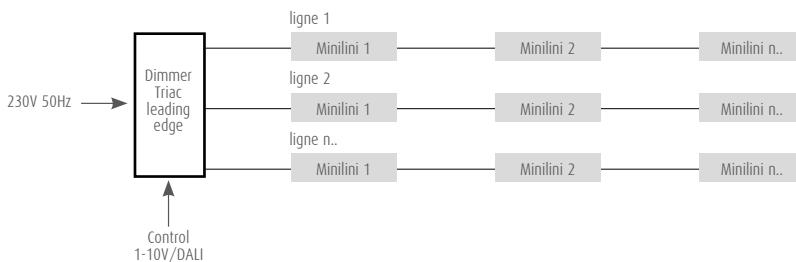 ligne 1
Minilini 1
Minilini 2
Minilini n..
ligne 2
Minilini 1
Minilini 2
Minilini n..
ligne n..
Minilini 1
Minilini 2
Minilini n..
230V 50Hz
Dimmer
Triac
leading
edge
Control
1-10V/DALI